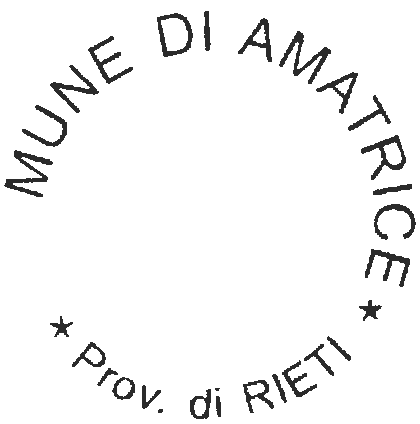 MUNE DI AMATRICE
* Prov. di RIETI *